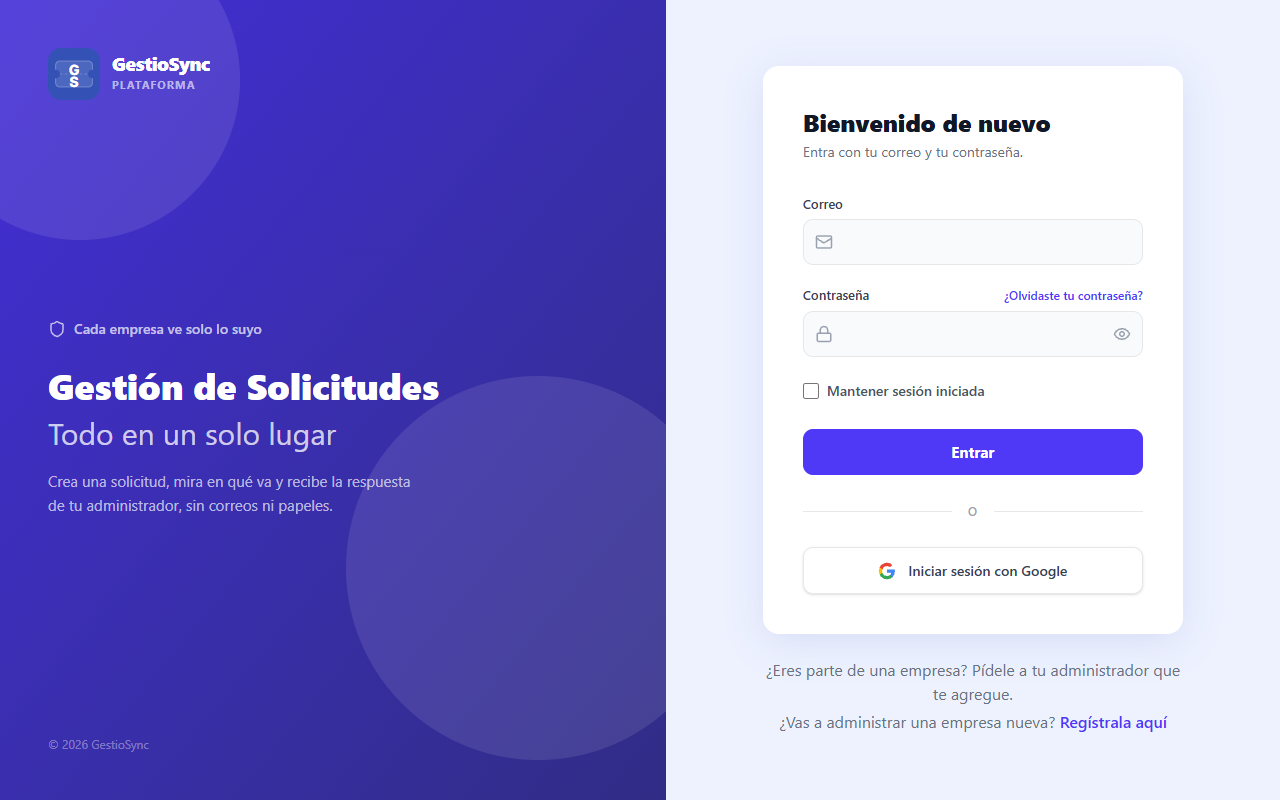 GS
GestioSync
PLATAFORMA
Cada empresa ve solo lo suyo
Gestión de Solicitudes
Todo en un solo lugar
Crea una solicitud, mira en qué va y recibe la respuesta
de tu administrador, sin correos ni papeles.
© 2026 GestioSync
Bienvenido de nuevo
Entra con tu correo y tu contraseña.
Correo
Contraseña
¿Olvidaste tu contraseña?
Mantener sesión iniciada
Entrar
O
Iniciar sesión con Google
¿Eres parte de una empresa? Pídele a tu administrador que
te agregue.
¿Vas a administrar una empresa nueva? Regístrala aquí